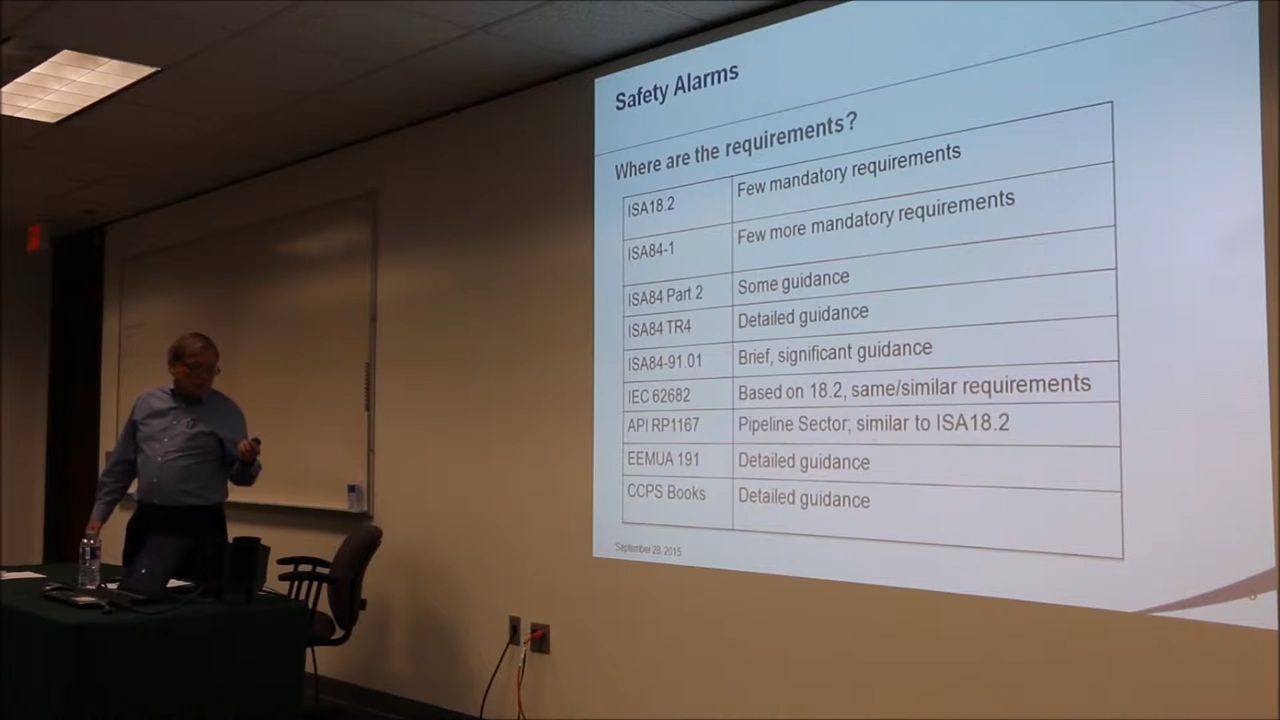 Safety Alarms
Where are the requirements?
ISA18.2 Few mandatory requirements
ISA84-1 Few more mandatory requirements
ISA84 Part 2 Some guidance
ISA84 TR4 Detailed guidance
ISA84-91.01 Brief, significant guidance
IEC 62682 Based on 18.2, same/similar requirements
API RP1167 Pipeline Sector; similar to ISA18.2
EEMUA 191 Detailed guidance
CCPS Books Detailed guidance
September 28, 2015